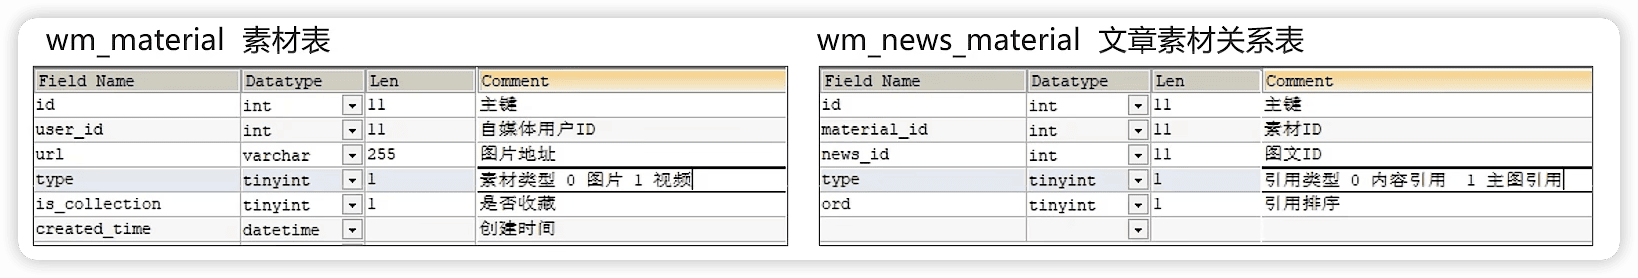 wm_material 素材表
Field Name Datatype Len Comment
id int 11 主键
user_id int 11 自媒体用户ID
url varchar 255 图片地址
type tinyint 1 素材类型 0 图片 1 视频
is_collection tinyint 1 是否收藏
created_time datetime 创建时间
wm_news_material 文章素材关系表
Field Name Datatype Len Comment
id int 11 主键
material_id int 11 素材ID
news_id int 11 图文ID
type tinyint 1 引用类型 0 内容引用 1 主图引用
ord tinyint 1 引用排序